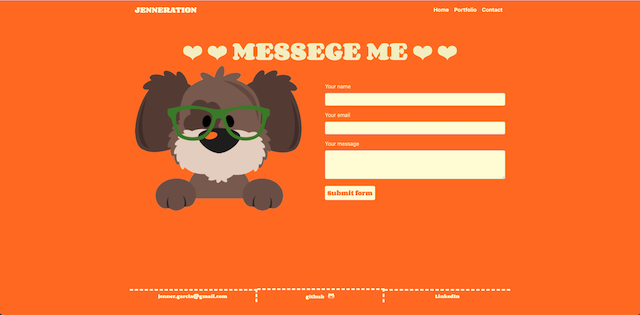 JENNERATION
Home Portfolio Contact
❤ ❤ MESSEGE ME ❤ ❤
Your name
Your email
Your message
Submit form
jenner.garcia@gmail.com
github
LinkedIn